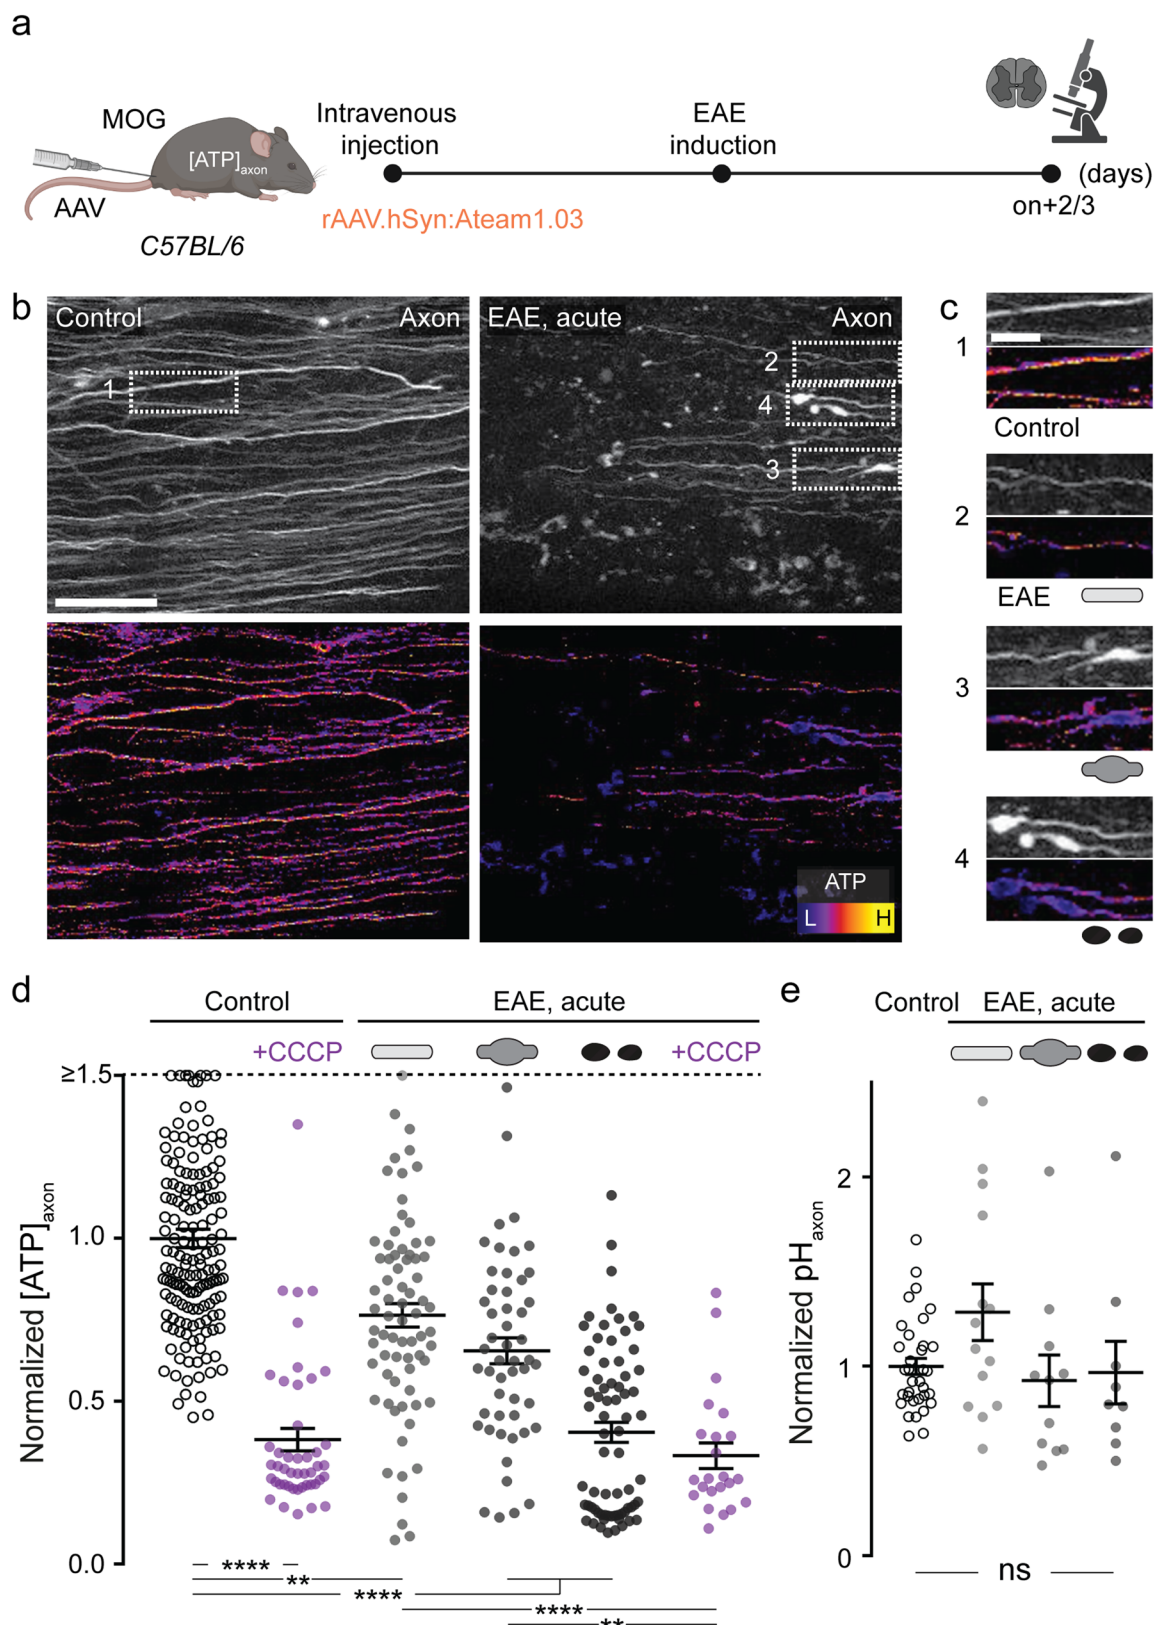 a
MOG
[ATP]axon
AAV
C57BL/6
Intravenous
injection
rAAV.hSyn:Ateam1.03
EAE
induction
(days)
on+2/3
b
Control
Axon
1
EAE, acute
Axon
2
4
3
ATP
L
H
c
1
Control
2
EAE
3
4
d
Control
EAE, acute
+CCCP
+CCCP
≥1.5
1.0
0.5
0.0
Normalized [ATP]axon
****
**
****
****
**
e
Control
EAE, acute
2
1
0
Normalized pHaxon
ns